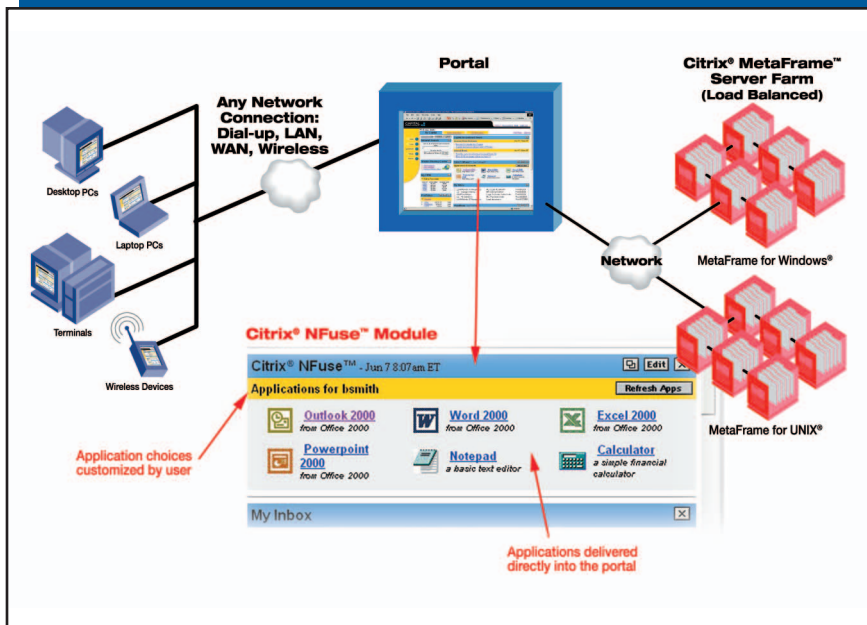 Portal
Citrix® MetaFrame™
Server Farm
(Load Balanced)
Any Network
Connection:
Dial-up, LAN,
WAN, Wireless
Desktop PCs
Laptop PCs
Terminals
Wireless Devices
Network
MetaFrame for Windows®
MetaFrame for UNIX®
Citrix® NFuse™ Module
Citrix® NFuse™ - Jun 7 8:07am ET
Edit
Applications for bsmith
Refresh Apps
Outlook 2000
from Office 2000
Word 2000
from Office 2000
Excel 2000
from Office 2000
Powerpoint
2000
from Office 2000
Notepad
a basic text editor
Calculator
a simple financial
calculator
My Inbox
Application choices
customized by user
Applications delivered
directly into the portal